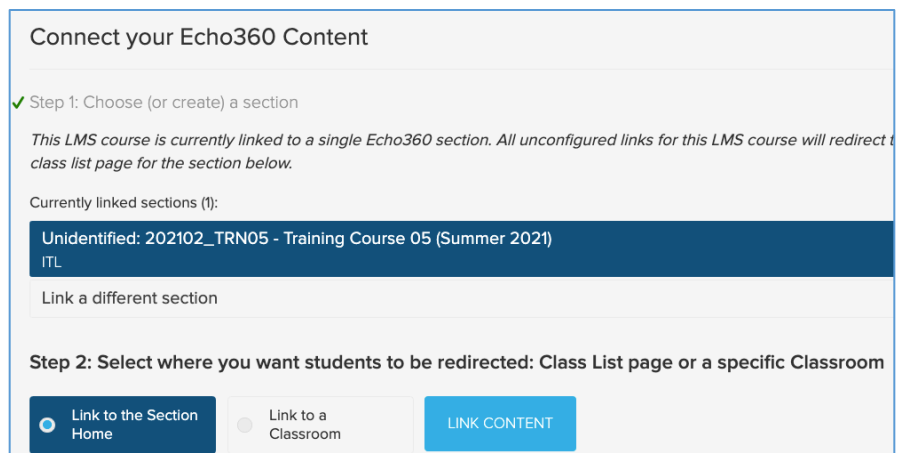 Connect your Echo360 Content
Step 1: Choose (or create) a section
This LMS course is currently linked to a single Echo360 section. All unconfigured links for this LMS course will redirect
class list page for the section below.
Currently linked sections (1):
Unidentified: 202102_TRN05 - Training Course 05 (Summer 2021)
ITL
Link a different section
Step 2: Select where you want students to be redirected: Class List page or a specific Classroom
Link to the Section
Home
Link to a
Classroom
LINK CONTENT